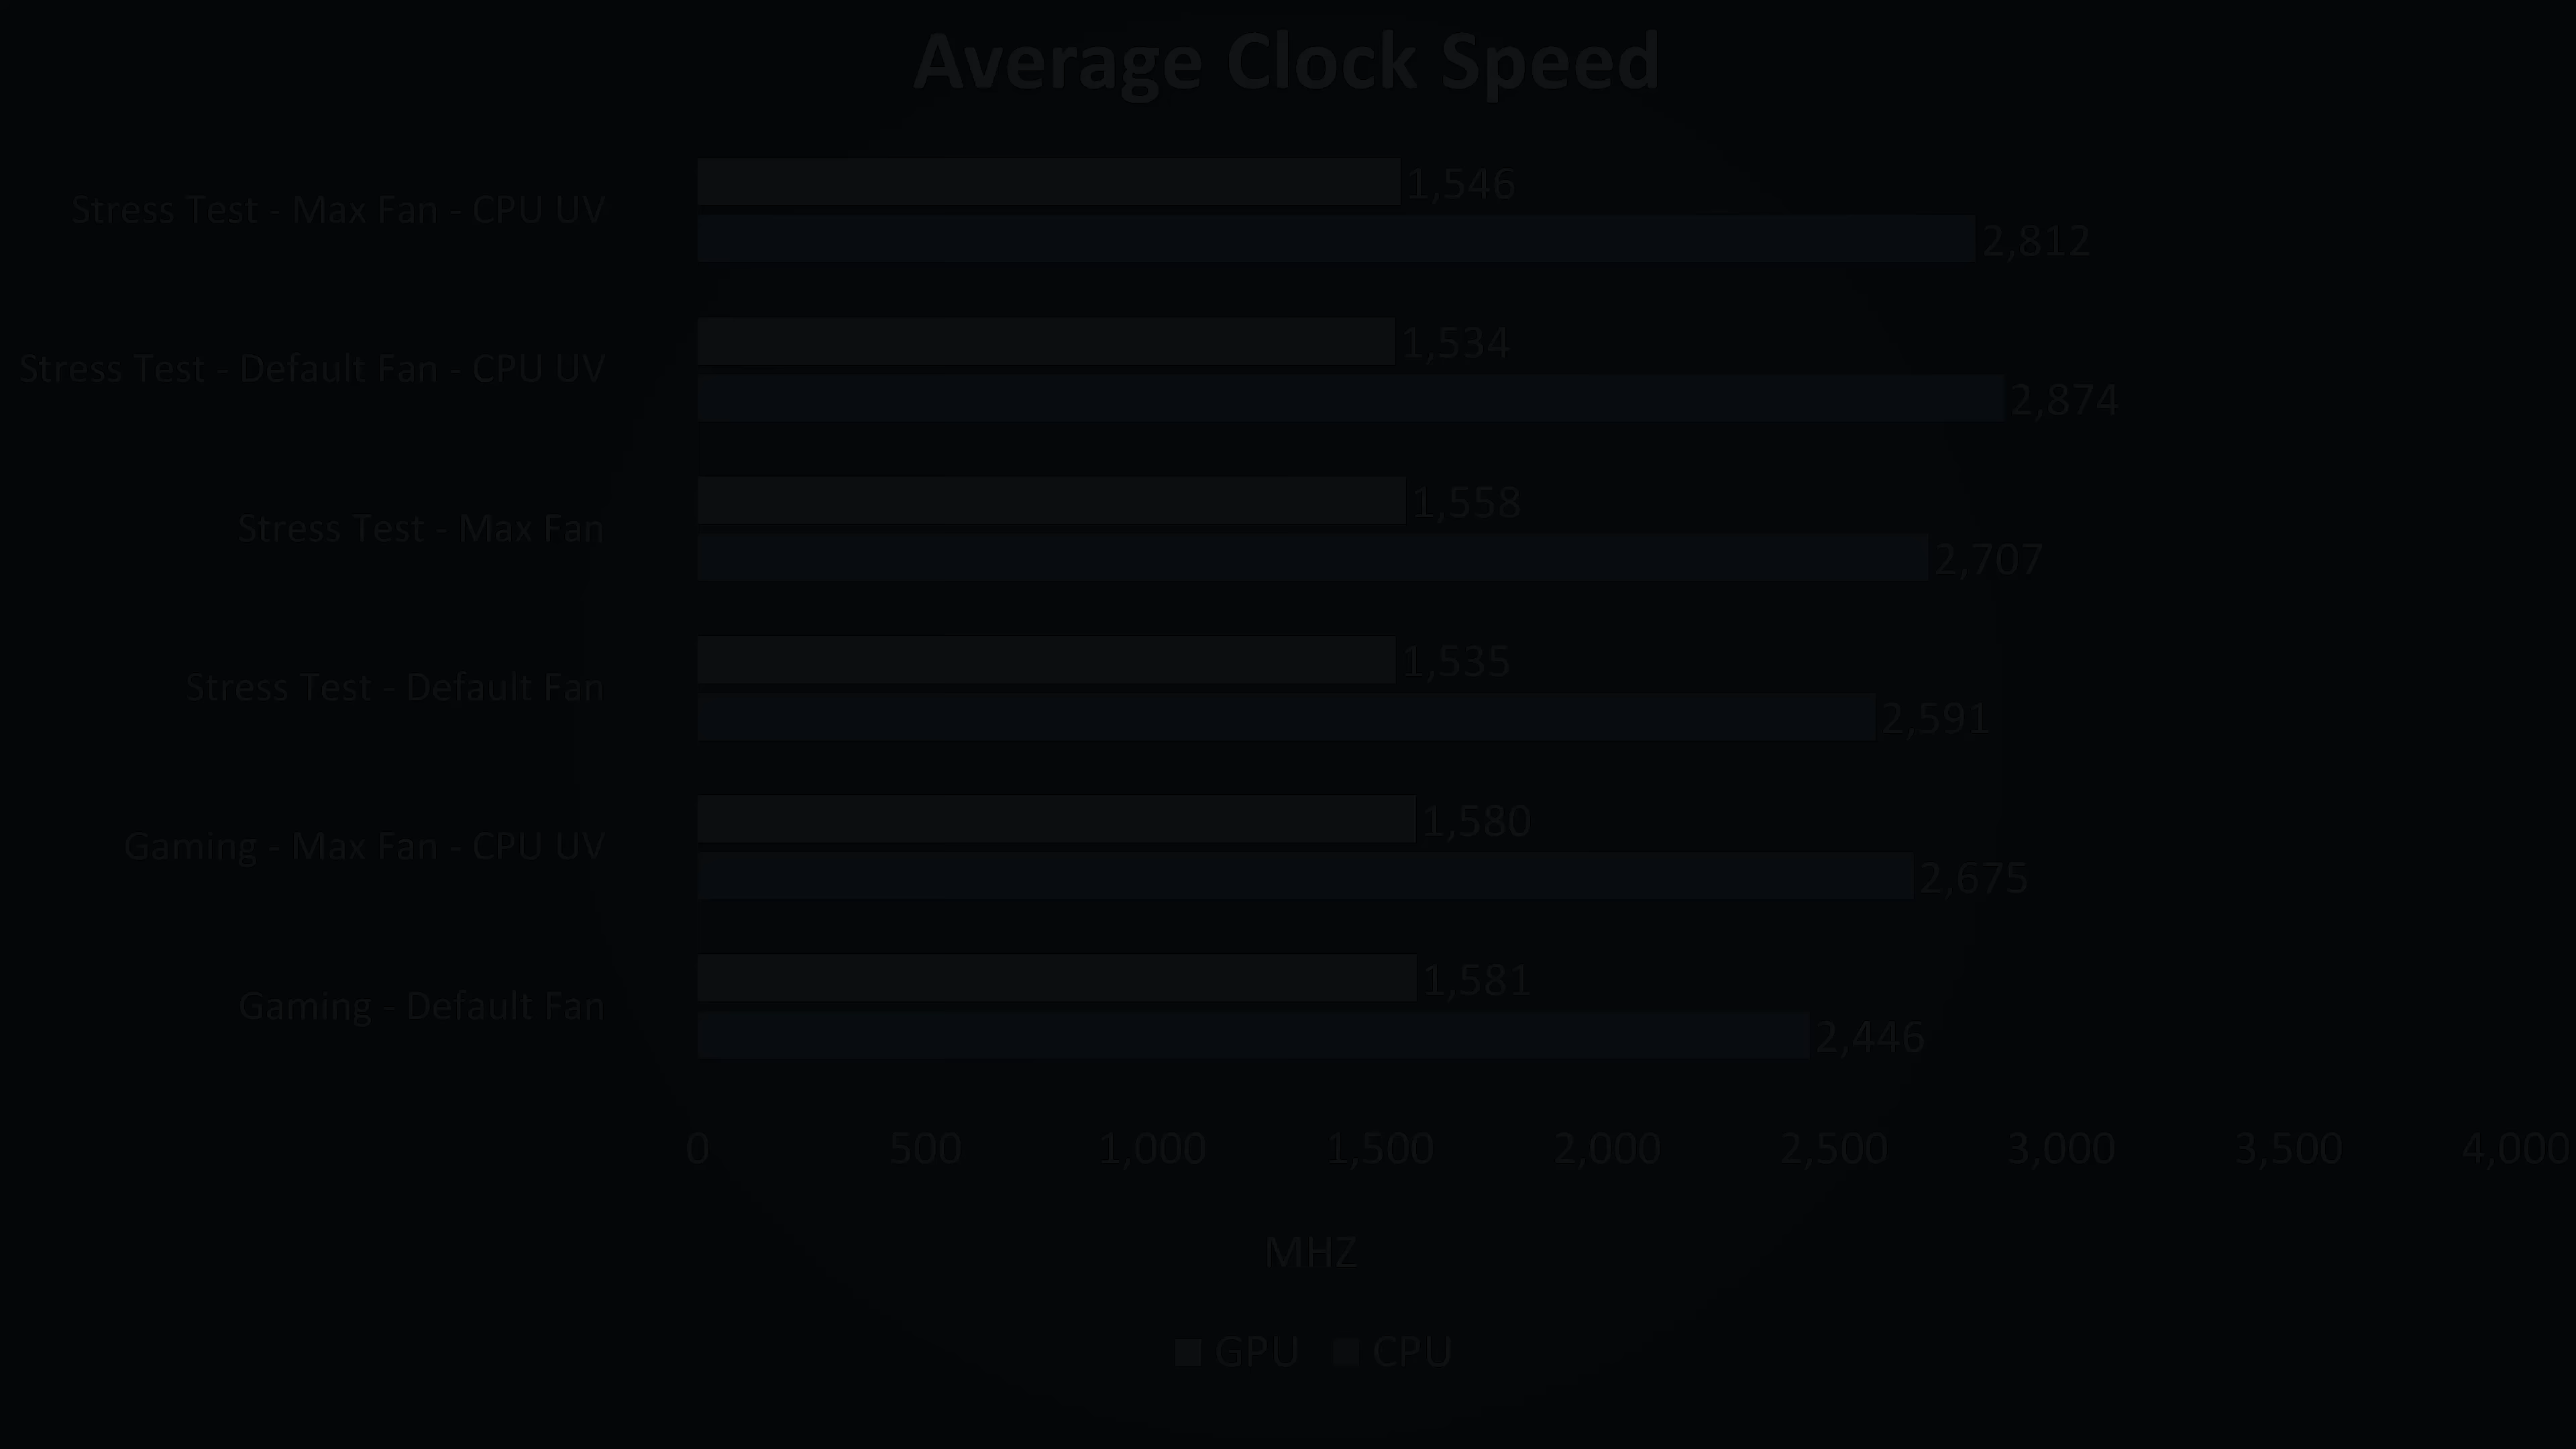 Average Clock Speed
Stress Test - Max Fan - CPU UV
1,546
2,812
Stress Test - Default Fan - CPU UV
1,534
2,874
Stress Test - Max Fan
1,558
2,707
Stress Test - Default Fan
1,535
2,591
Gaming - Max Fan - CPU UV
1,580
2,675
Gaming - Default Fan
1,581
2,446
0 500 1,000 1,500 2,000 2,500 3,000 3,500 4,000
MHZ
GPU CPU